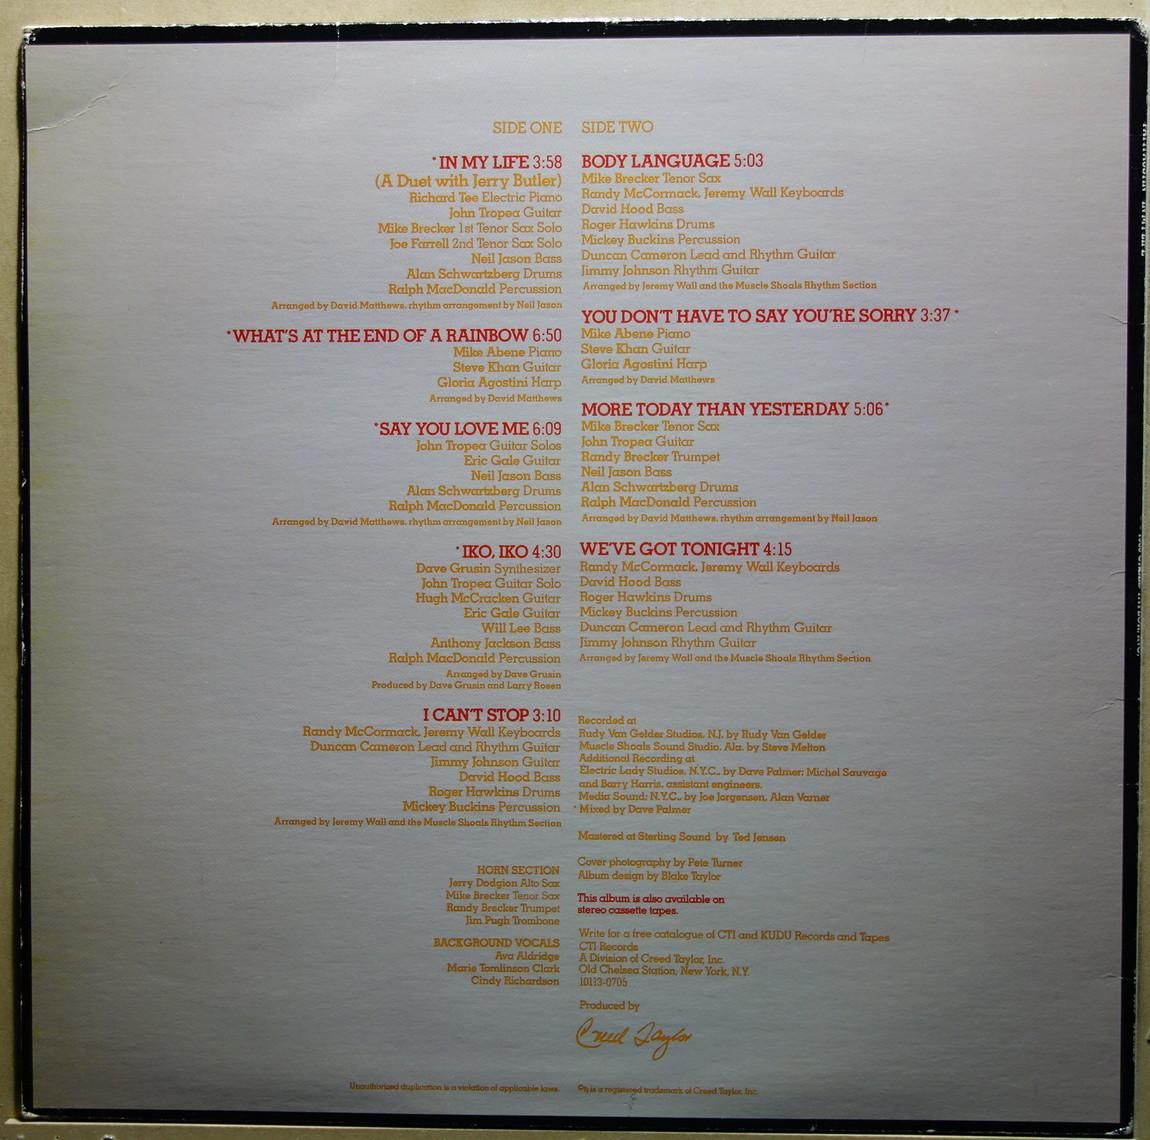 SIDE ONE
*IN MY LIFE 3:58
(A Duet with Jerry Butler)
Richard Tee Electric Piano
John Tropea Guitar
Mike Brecker 1st Tenor Sax Solo
Joe Farrell 2nd Tenor Sax Solo
Neil Jason Bass
Alan Schwartzberg Drums
Ralph MacDonald Percussion
Arranged by David Matthews, rhythm arrangement by Neil Jason
*WHAT'S AT THE END OF A RAINBOW 6:50
Mike Abene Piano
Steve Khan Guitar
Gloria Agostini Harp
Arranged by David Matthews
*SAY YOU LOVE ME 6:09
John Tropea Guitar Solos
Eric Gale Guitar
Neil Jason Bass
Alan Schwartzberg Drums
Ralph MacDonald Percussion
Arranged by David Matthews, rhythm arrangement by Neil Jason
*IKO, IKO 4:30
Dave Grusin Synthesizer
John Tropea Guitar Solo
Hugh McCracken Guitar
Eric Gale Guitar
Will Lee Bass
Anthony Jackson Bass
Ralph MacDonald Percussion
Arranged by Dave Grusin
Produced by Dave Grusin and Larry Rosen
I CAN'T STOP 3:10
Randy McCormack, Jeremy Wall Keyboards
Duncan Cameron Lead and Rhythm Guitar
Jimmy Johnson Guitar
David Hood Bass
Roger Hawkins Drums
Mickey Buckins Percussion
Arranged by Jeremy Wall and the Muscle Shoals Rhythm Section
HORN SECTION
Jerry Dodgion Alto Sax
Mike Brecker Tenor Sax
Randy Brecker Trumpet
Jim Pugh Trombone
BACKGROUND VOCALS
Ava Aldridge
Marie Tomlinson Clark
Cindy Richardson
Unauthorized duplication is a violation of applicable laws.
SIDE TWO
BODY LANGUAGE 5:03
Mike Brecker Tenor Sax
Randy McCormack, Jeremy Wall Keyboards
David Hood Bass
Roger Hawkins Drums
Mickey Buckins Percussion
Duncan Cameron Lead and Rhythm Guitar
Jimmy Johnson Rhythm Guitar
Arranged by Jeremy Wall and the Muscle Shoals Rhythm Section
YOU DON'T HAVE TO SAY YOU'RE SORRY 3:37 *
Mike Abene Piano
Steve Khan Guitar
Gloria Agostini Harp
Arranged by David Matthews
MORE TODAY THAN YESTERDAY 5:06*
Mike Brecker Tenor Sax
John Tropea Guitar
Randy Brecker Trumpet
Neil Jason Bass
Alan Schwartzberg Drums
Ralph MacDonald Percussion
Arranged by David Matthews, rhythm arrangement by Neil Jason
WE'VE GOT TONIGHT 4:15
Randy McCormack, Jeremy Wall Keyboards
David Hood Bass
Roger Hawkins Drums
Mickey Buckins Percussion
Duncan Cameron Lead and Rhythm Guitar
Jimmy Johnson Rhythm Guitar
Arranged by Jeremy Wall and the Muscle Shoals Rhythm Section
Recorded at
Rudy Van Gelder Studios, N.J. by Rudy Van Gelder
Muscle Shoals Sound Studio, Ala. by Steve Melton
Additional Recording at
Electric Lady Studios, N.Y.C., by Dave Palmer; Michel Sauvage
and Barry Harris, assistant engineers.
Media Sound; N.Y.C., by Joe Jorgensen, Alan Varner
* Mixed by Dave Palmer
Mastered at Sterling Sound by Ted Jensen
Cover photography by Pete Turner
Album design by Blake Taylor
This album is also available on
stereo cassette tapes.
Write for a free catalogue of CTI and KUDU Records and Tapes
CTI Records
A Division of Creed Taylor, Inc.
Old Chelsea Station, New York, N.Y.
10113-0705
Produced by
Creed Taylor
is a registered trademark of Creed Taylor, Inc.